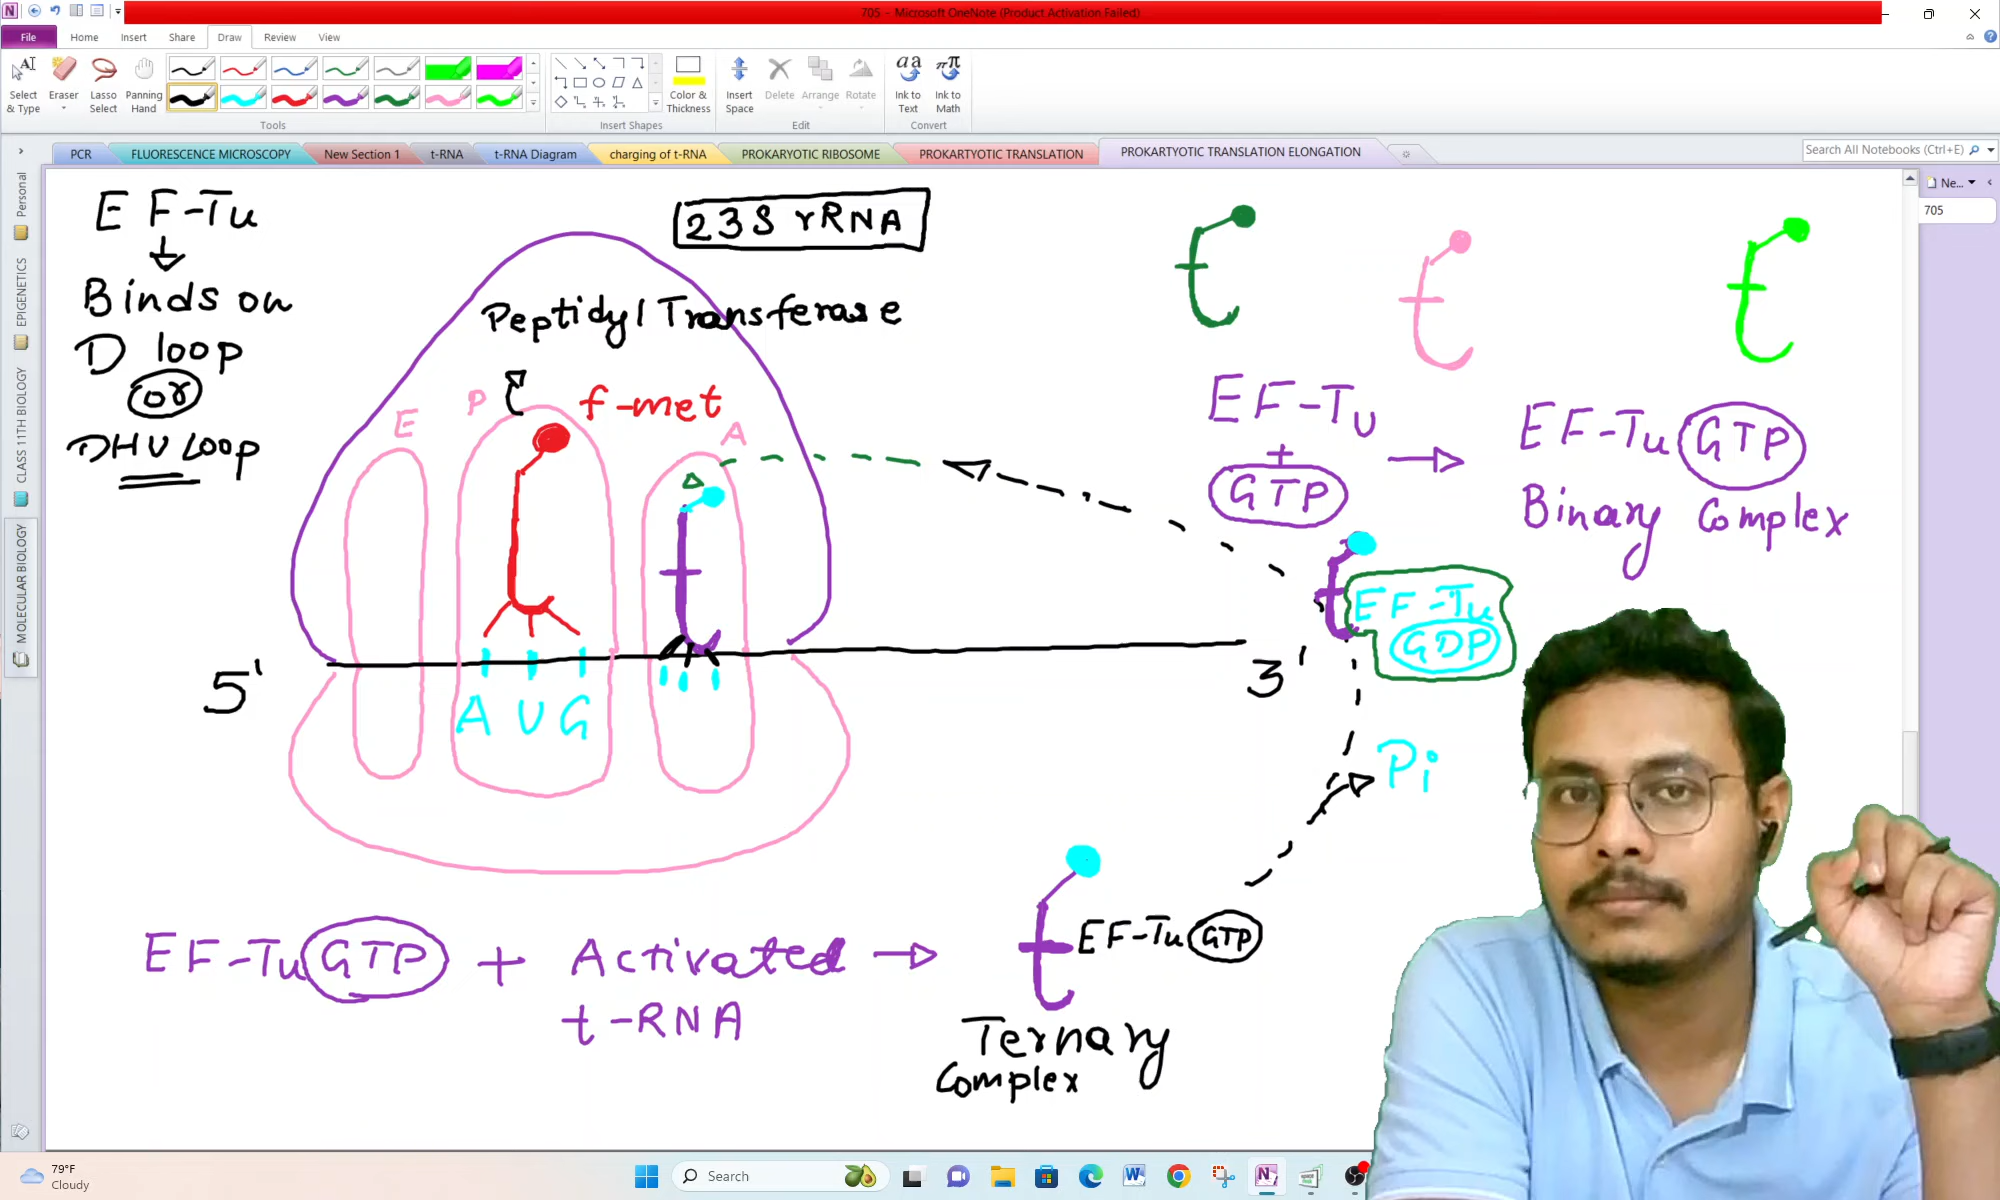 705 - Microsoft OneNote (Product Activation Failed)
File Home Insert Share Draw Review View
Select & Type
Eraser
Lasso Select
Panning Hand
Tools
Insert Shapes
Color & Thickness
Insert Space
Delete
Arrange
Rotate
Edit
Ink to Text
Ink to Math
Convert
PCR
FLUORESCENCE MICROSCOPY
New Section 1
t-RNA
t-RNA Diagram
charging of t-RNA
PROKARYOTIC RIBOSOME
PROKARTYOTIC TRANSLATION
PROKARTYOTIC TRANSLATION ELONGATION
Search All Notebooks (Ctrl+E)
Ne...
705
Personal
EPIGENETICS
CLASS 11TH BIOLOGY
MOLECULAR BIOLOGY
EF-Tu
Binds on
D loop
or
DHU Loop
23S rRNA
Peptidyl Transferase
E
P
f-met
A
5'
AUG
3'
EF-Tu
+
GTP
EF-Tu GTP
Binary Complex
EF-Tu
GDP
Pi
EF-Tu GTP + Activated
t-RNA
EF-Tu GTP
Ternary
Complex
79°F
Cloudy
Search